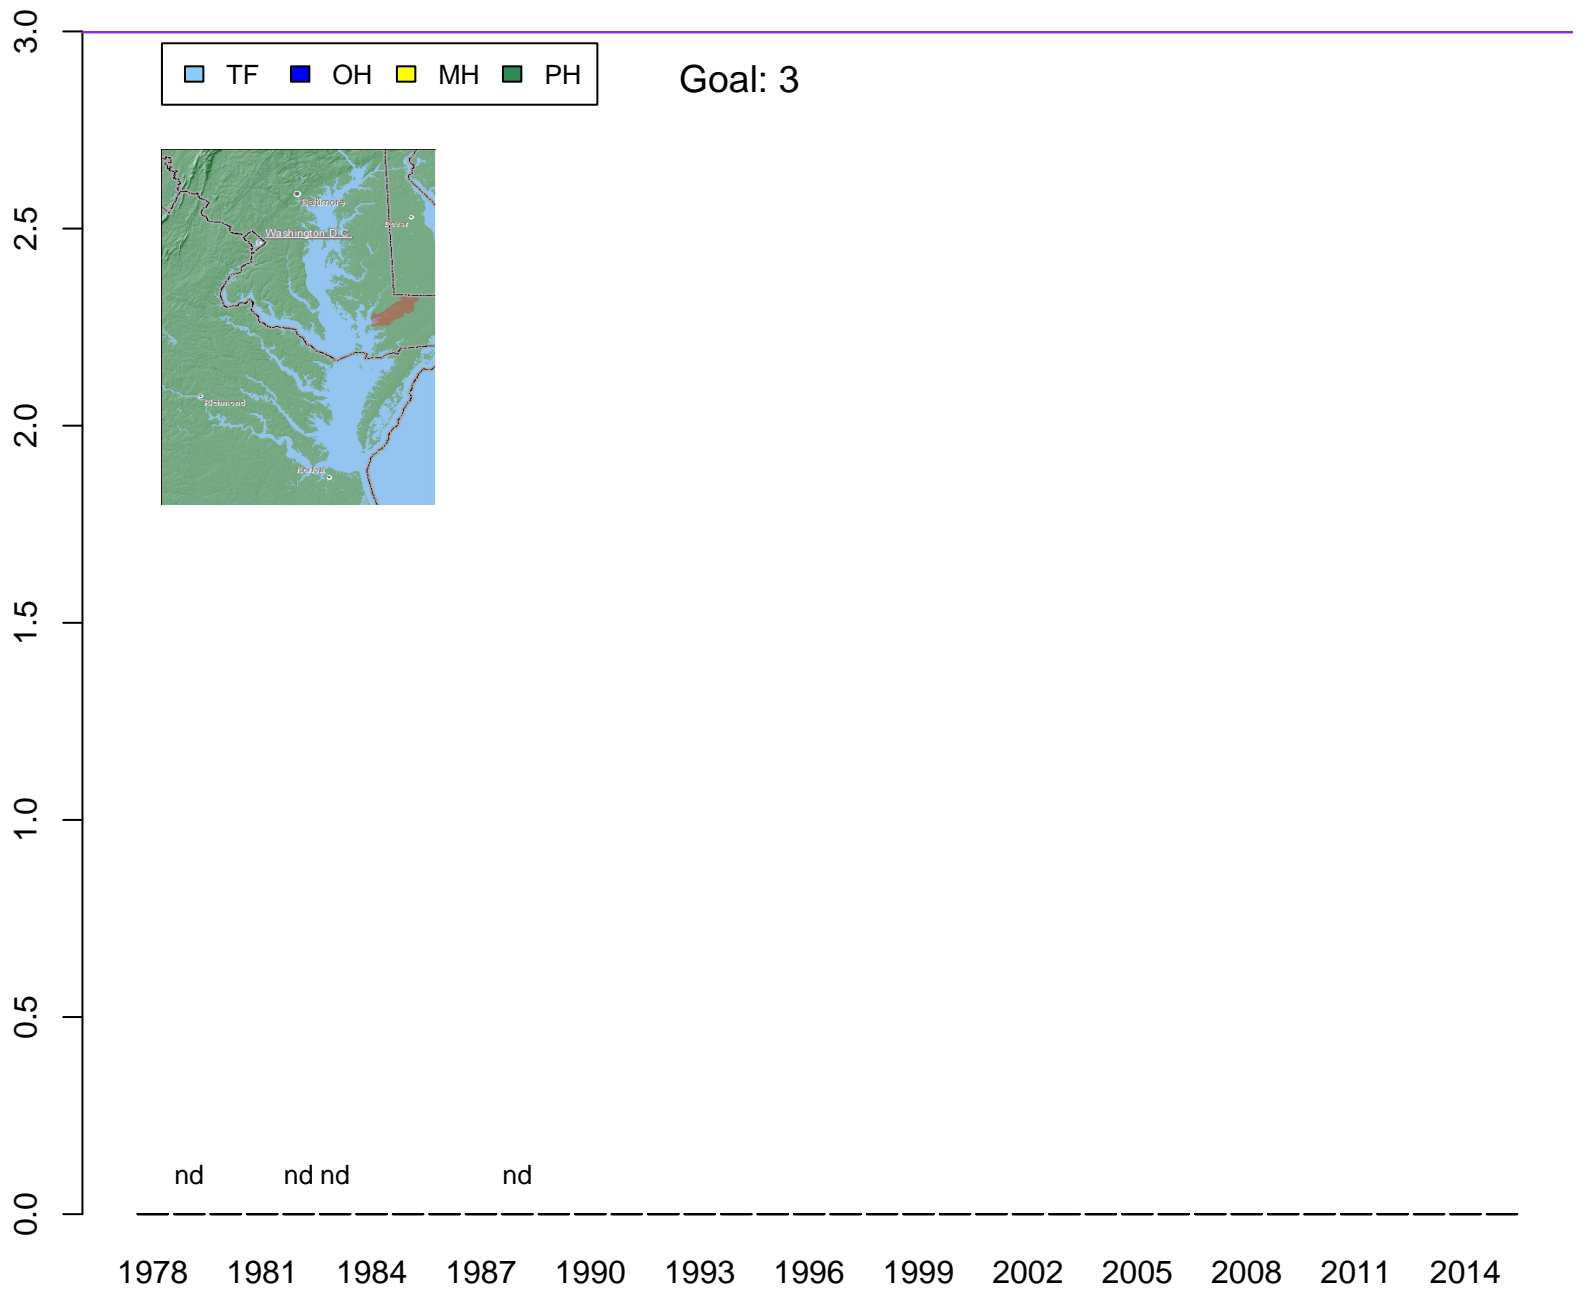 3.0
TF OH MH PH
Goal: 3
Baltimore
Dover
2.5
Washington D.C.
2.0
Richmond
Norfolk
1.5
1.0
0.5
nd nd nd nd
0.0
1978 1981 1984 1987 1990 1993 1996 1999 2002 2005 2008 2011 2014